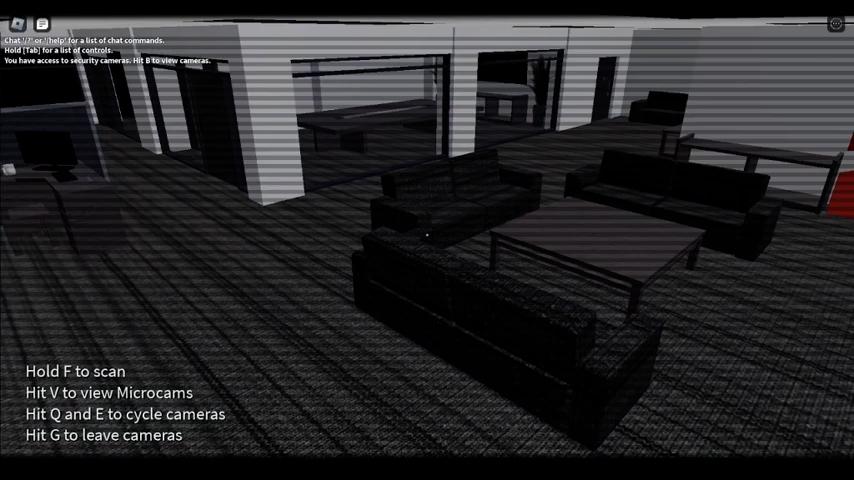 Chat '/?' or '/help' for a list of chat commands.
Hold [Tab] for a list of controls.
You have access to security cameras. Hit B to view cameras.
Hold F to scan
Hit V to view Microcams
Hit Q and E to cycle cameras
Hit G to leave cameras